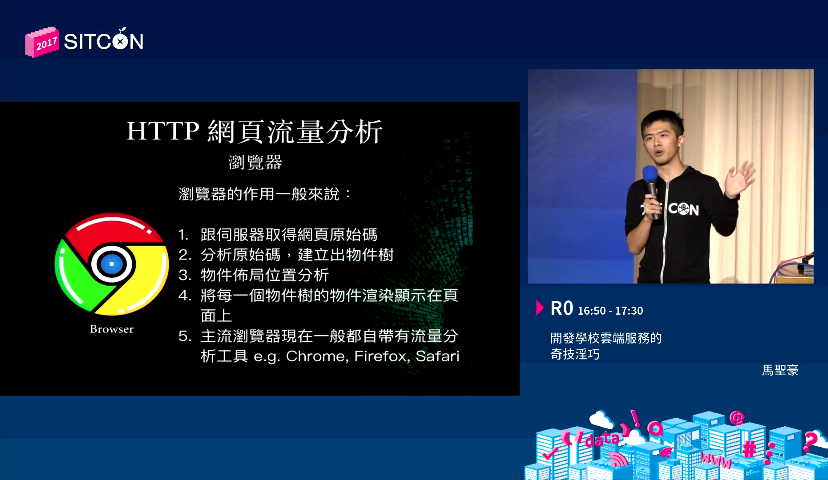 2017 SITCON
HTTP 網頁流量分析
瀏覽器
瀏覽器的作用一般來說：
1. 跟伺服器取得網頁原始碼
2. 分析原始碼，建立出物件樹
3. 物件佈局位置分析
4. 將每一個物件樹的物件渲染顯示在頁
面上
5. 主流瀏覽器現在一般都自帶有流量分
析工具 e.g. Chrome, Firefox, Safari
Browser
R0 16:50 - 17:30
開發學校雲端服務的
奇技淫巧
馬聖豪
data
www